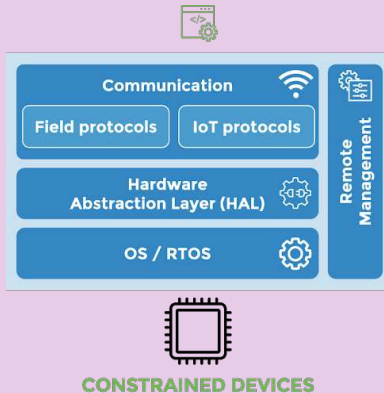 Communication
Field protocols
IoT protocols
Hardware
Abstraction Layer (HAL)
OS / RTOS
Remote
Management
CONSTRAINED DEVICES